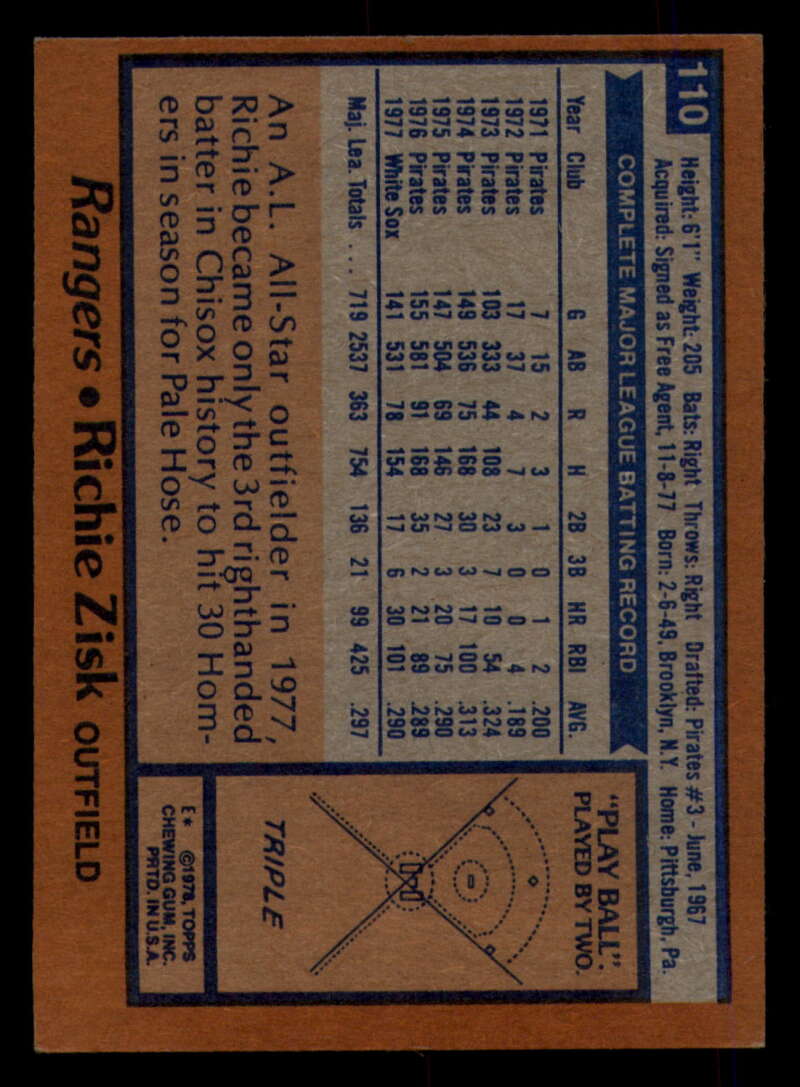 110
Height: 6'1" Weight: 205 Bats: Right Throws: Right Drafted: Pirates #3 - June, 1967
Acquired: Signed as Free Agent, 11-8-77 Born: 2-6-49, Brooklyn, N.Y. Home: Pittsburgh, Pa.
COMPLETE MAJOR LEAGUE BATTING RECORD
Year Club G AB R H 2B 3B HR RBI AVG.
1971 Pirates 7 15 2 3 1 0 1 2 .200
1972 Pirates 17 37 4 7 3 0 0 4 .189
1973 Pirates 103 333 44 108 23 7 10 54 .324
1974 Pirates 149 536 75 168 30 3 17 100 .313
1975 Pirates 147 504 69 146 27 3 20 75 .290
1976 Pirates 155 581 91 168 35 2 21 89 .289
1977 White Sox 141 531 78 154 17 6 30 101 .290
Maj. Lea. Totals . . . 719 2537 363 754 136 21 99 425 .297
An A.L. All-Star outfielder in 1977,
Richie became only the 3rd righthanded
batter in Chisox history to hit 30 Hom-
ers in season for Pale Hose.
"PLAY BALL".
PLAYED BY TWO.
TRIPLE
E* ©1978, TOPPS
CHEWING GUM, INC.
PRTD. IN U.S.A.
Rangers • Richie Zisk OUTFIELD